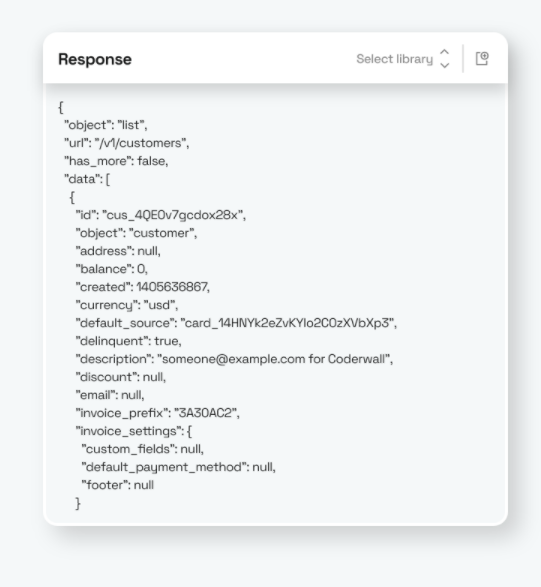 Response
Select library
{
"object": "list",
"url": "/v1/customers",
"has_more": false,
"data": [
{
"id": "cus_4QE0v7gcdox28x",
"object": "customer",
"address": null,
"balance": 0,
"created": 1405636867,
"currency": "usd",
"default_source": "card_14HNYk2eZvKYlo2C0zXVbXp3",
"delinquent": true,
"description": "someone@example.com for Coderwall",
"discount": null,
"email": null,
"invoice_prefix": "3A30AC2",
"invoice_settings": {
"custom_fields": null,
"default_payment_method": null,
"footer": null
}